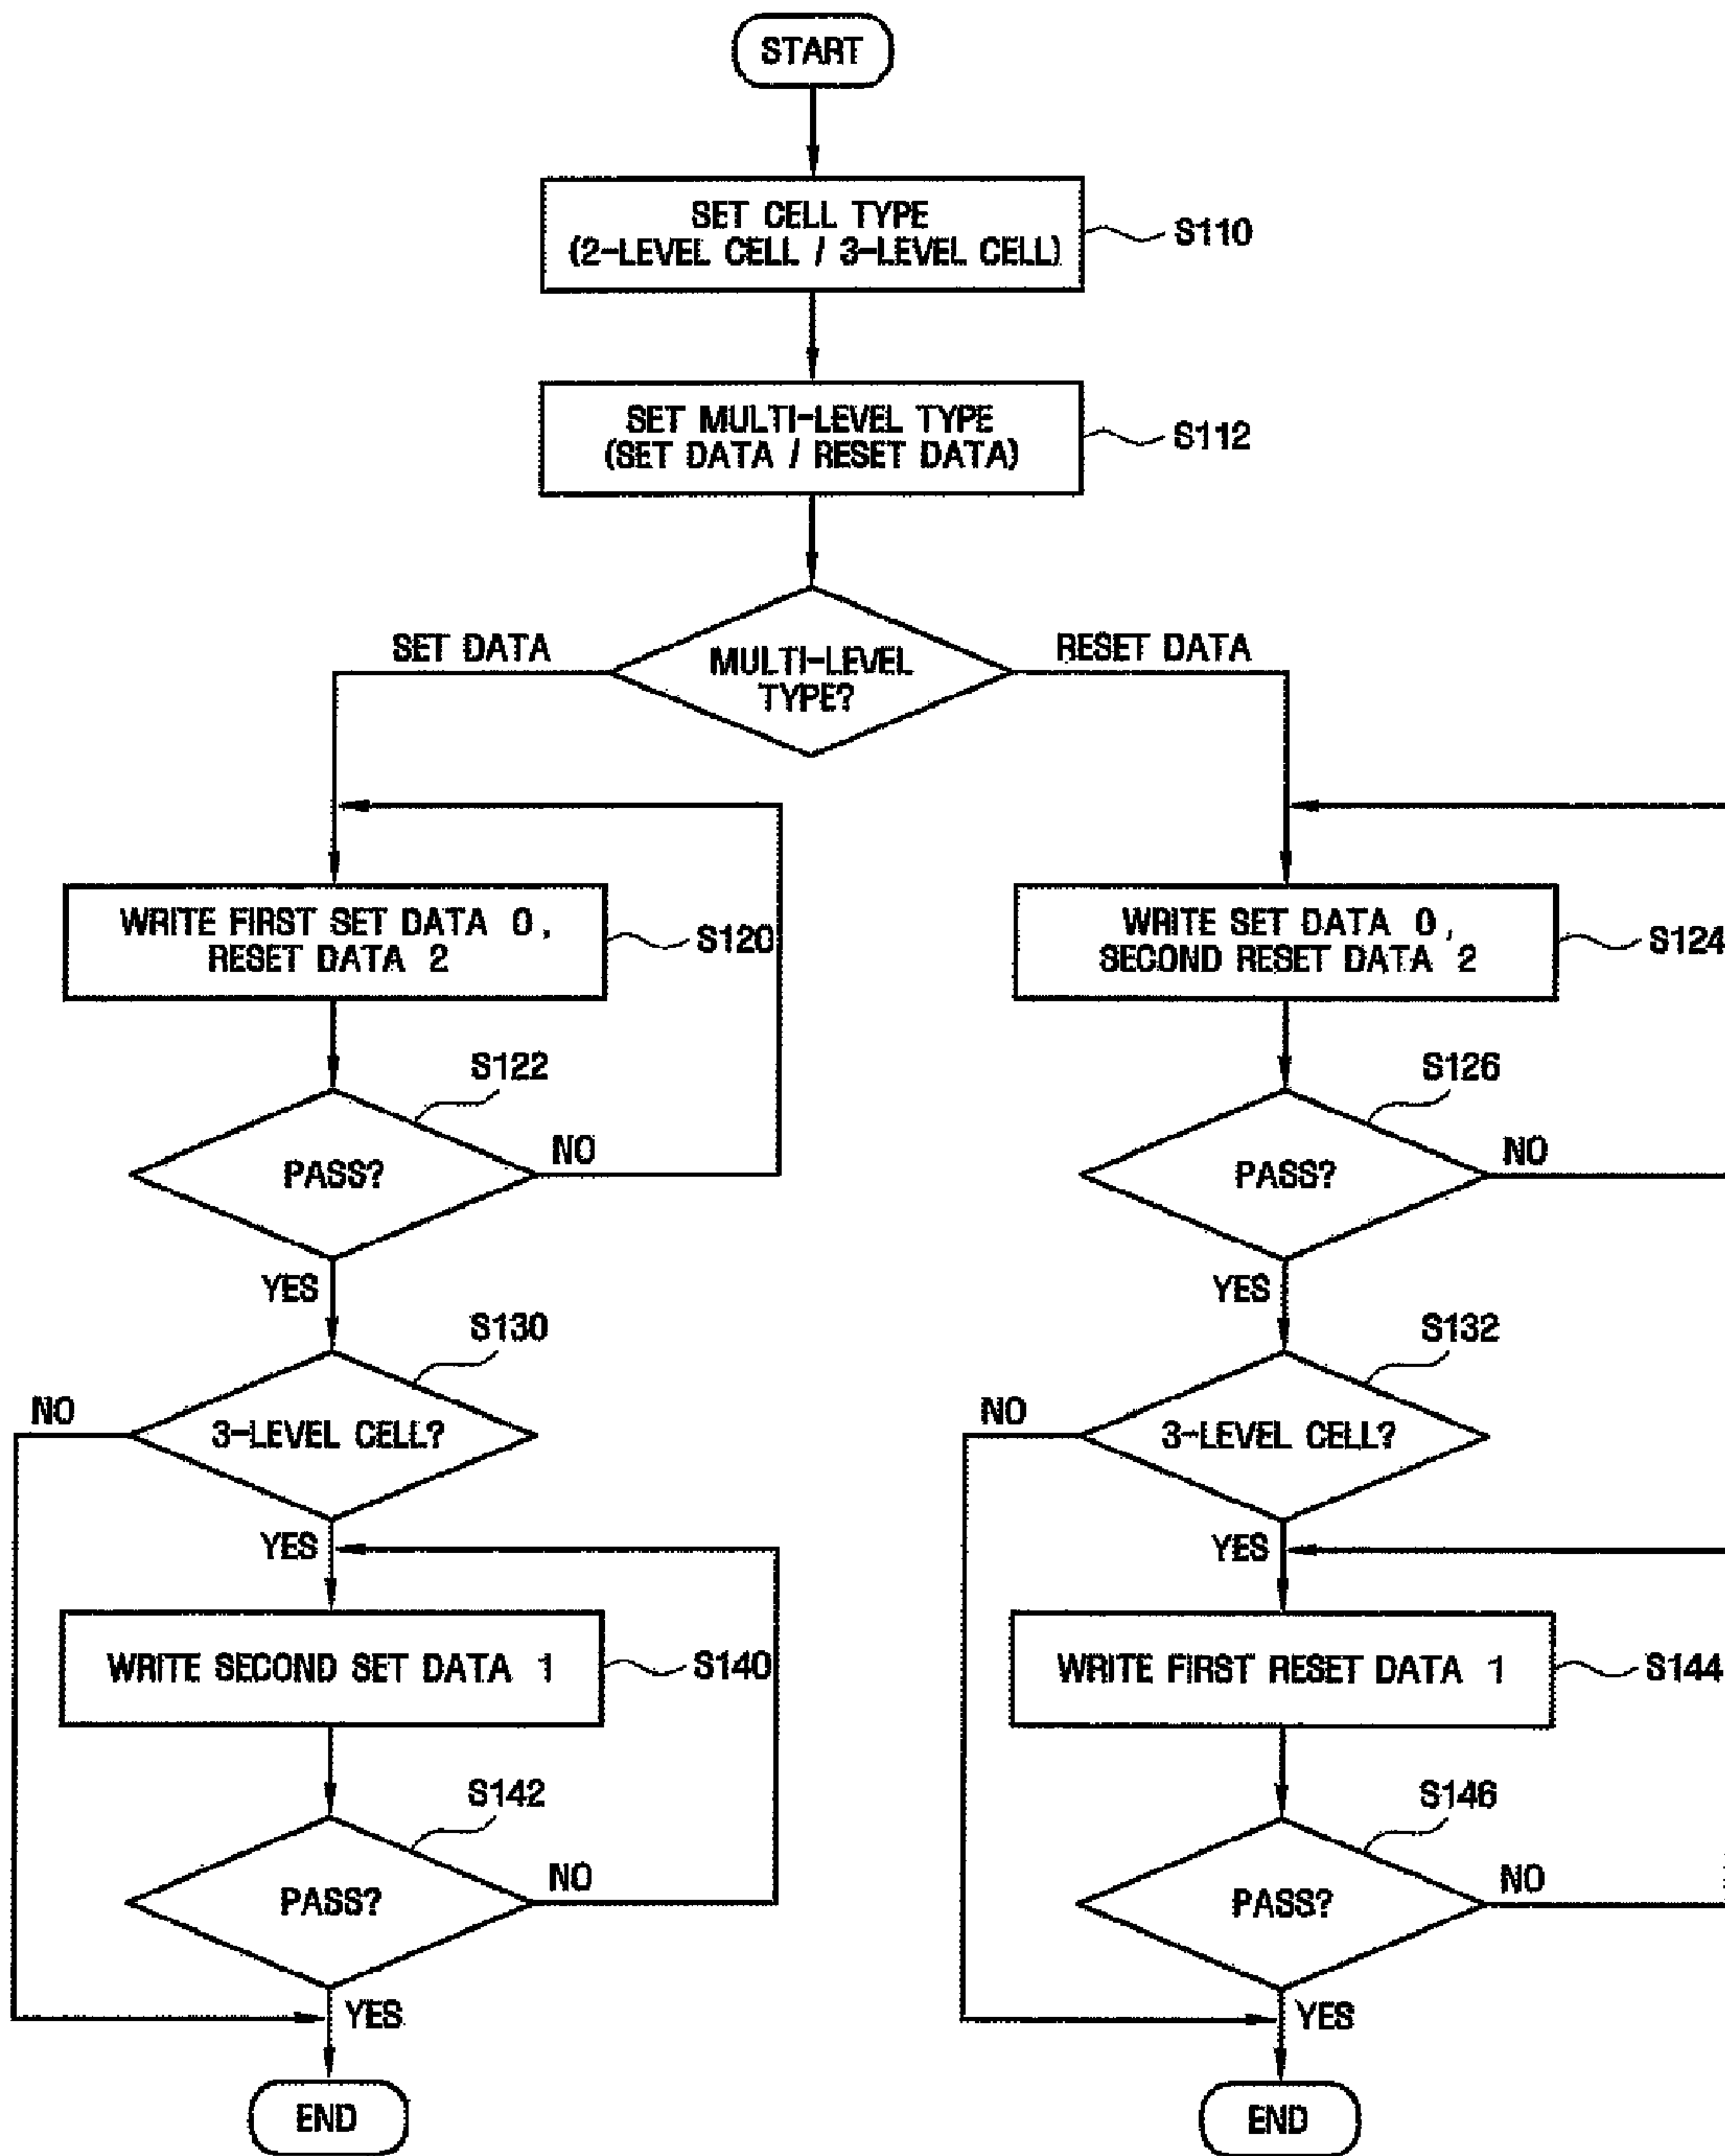 START
SET CELL TYPE
(2-LEVEL CELL / 3-LEVEL CELL)
S110
SET MULTI-LEVEL TYPE
(SET DATA / RESET DATA)
S112
SET DATA
MULTI-LEVEL
TYPE?
RESET DATA
WRITE FIRST SET DATA 0,
RESET DATA 2
S120
WRITE SET DATA 0,
SECOND RESET DATA 2
S124
S122
PASS?
NO
YES
S126
PASS?
NO
YES
S130
NO
3-LEVEL CELL?
YES
S132
NO
3-LEVEL CELL?
YES
WRITE SECOND SET DATA 1
S140
WRITE FIRST RESET DATA 1
S144
S142
PASS?
NO
YES
S146
PASS?
NO
YES
END
END